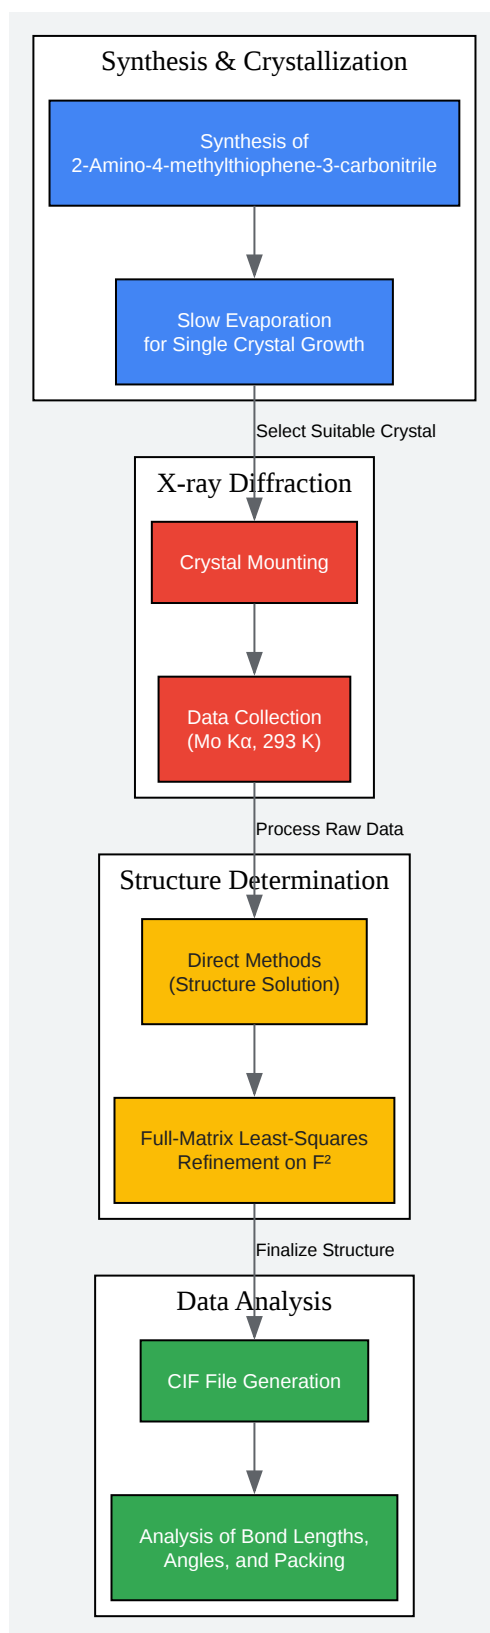 Synthesis & Crystallization
Synthesis of
2-Amino-4-methylthiophene-3-carbonitrile
Slow Evaporation
for Single Crystal Growth
Select Suitable Crystal
X-ray Diffraction
Crystal Mounting
Data Collection
(Mo Kα, 293 K)
Process Raw Data
Structure Determination
Direct Methods
(Structure Solution)
Full-Matrix Least-Squares
Refinement on F²
Finalize Structure
Data Analysis
CIF File Generation
Analysis of Bond Lengths,
Angles, and Packing